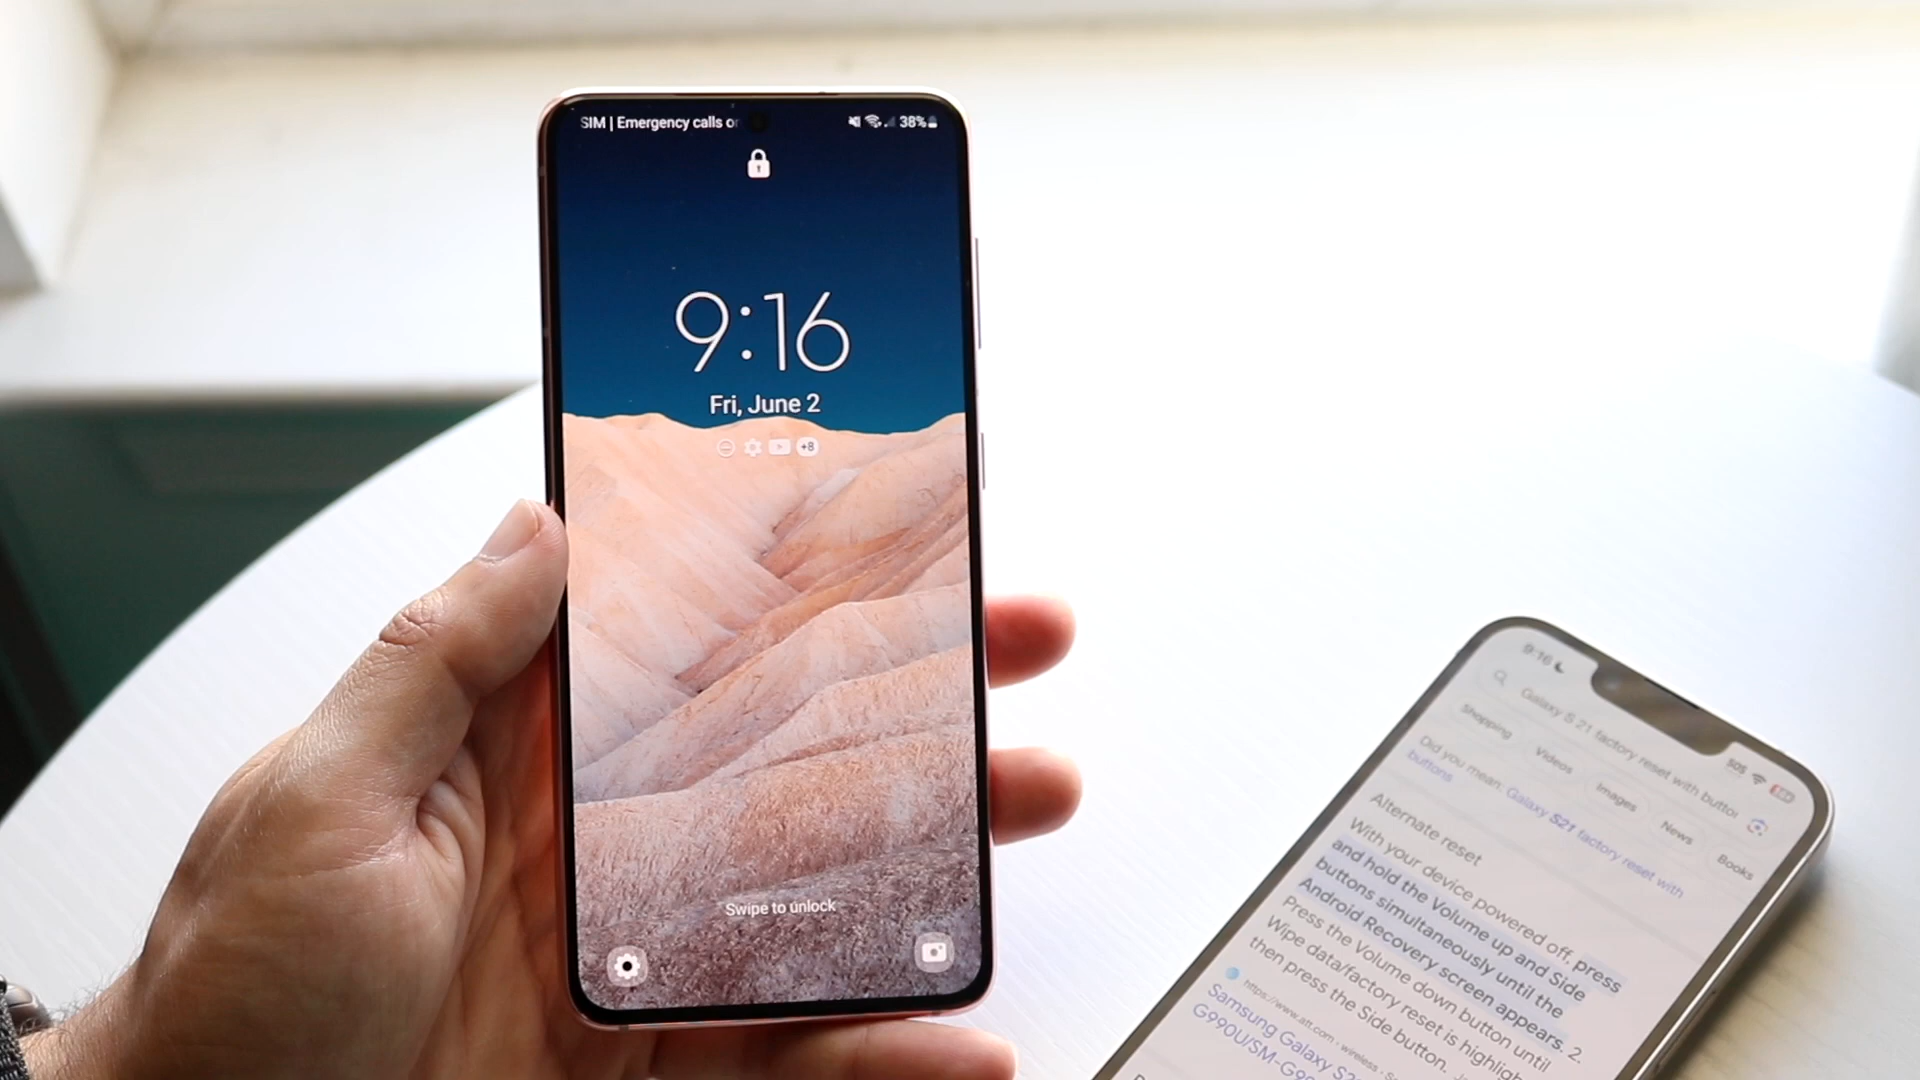 SIM | Emergency calls or
38%
9:16
Fri, June 2
+8
Swipe to unlock
9:16
SOS
Galaxy S 21 factory reset with button
Shopping
Videos
Images
News
Books
Did you mean: Galaxy S21 factory reset with
buttons
Alternate reset
With your device powered off, press
and hold the Volume up and Side
buttons simultaneously until the
Android Recovery screen appears. 2.
Press the Volume down button until
Wipe data/factory reset is highligh
then press the Side button.
https://www.att.com › wireless
Samsung Galaxy S2
G990U/SM-G99